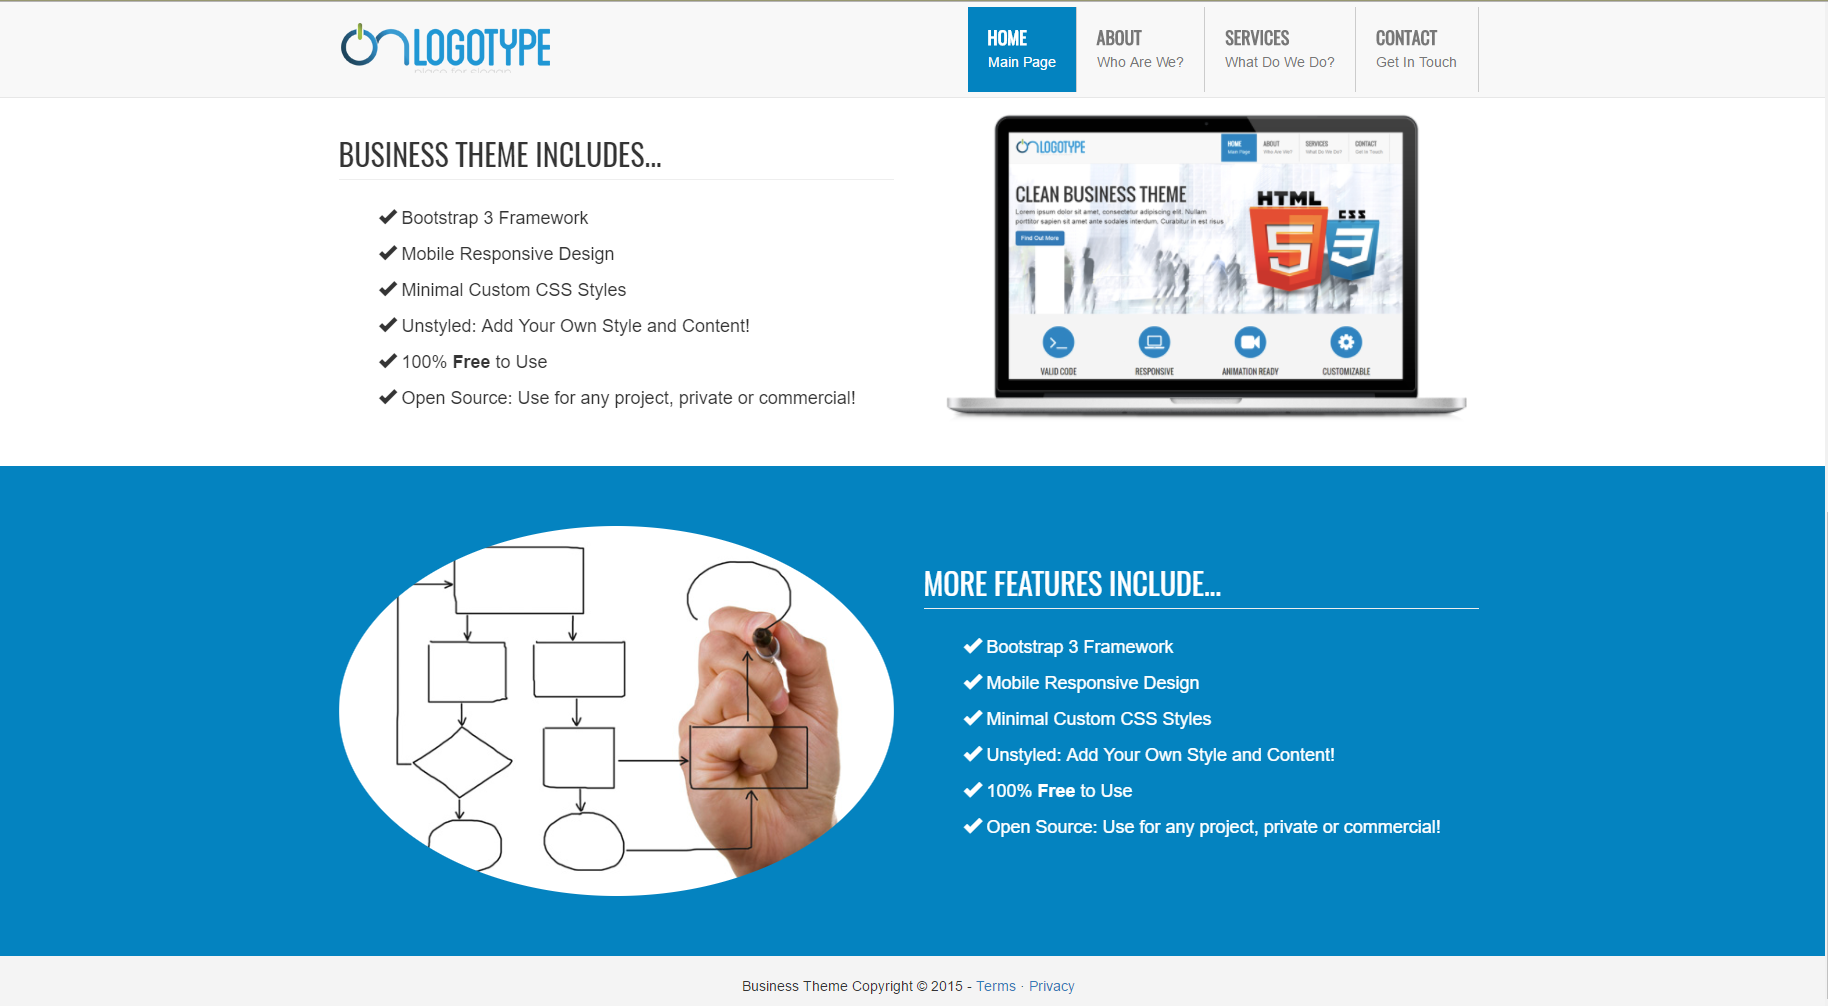 LOGOTYPE
HOME
Main Page
ABOUT
Who Are We?
SERVICES
What Do We Do?
CONTACT
Get In Touch
BUSINESS THEME INCLUDES...
Bootstrap 3 Framework
Mobile Responsive Design
Minimal Custom CSS Styles
Unstyled: Add Your Own Style and Content!
100% Free to Use
Open Source: Use for any project, private or commercial!
LOGOTYPE
HOME
Main Page
ABOUT
Who Are We?
SERVICES
What Do We Do?
CONTACT
Get In Touch
CLEAN BUSINESS THEME
Lorem ipsum dolor sit amet, consectetur adipiscing elit. Nullam
porttitor sapien sit amet ante sodales interdum. Curabitur in est risus
Find Out More
HTML
5
CSS
3
VALID CODE
RESPONSIVE
ANIMATION READY
CUSTOMIZABLE
MORE FEATURES INCLUDE...
Bootstrap 3 Framework
Mobile Responsive Design
Minimal Custom CSS Styles
Unstyled: Add Your Own Style and Content!
100% Free to Use
Open Source: Use for any project, private or commercial!
Business Theme Copyright © 2015 - Terms · Privacy